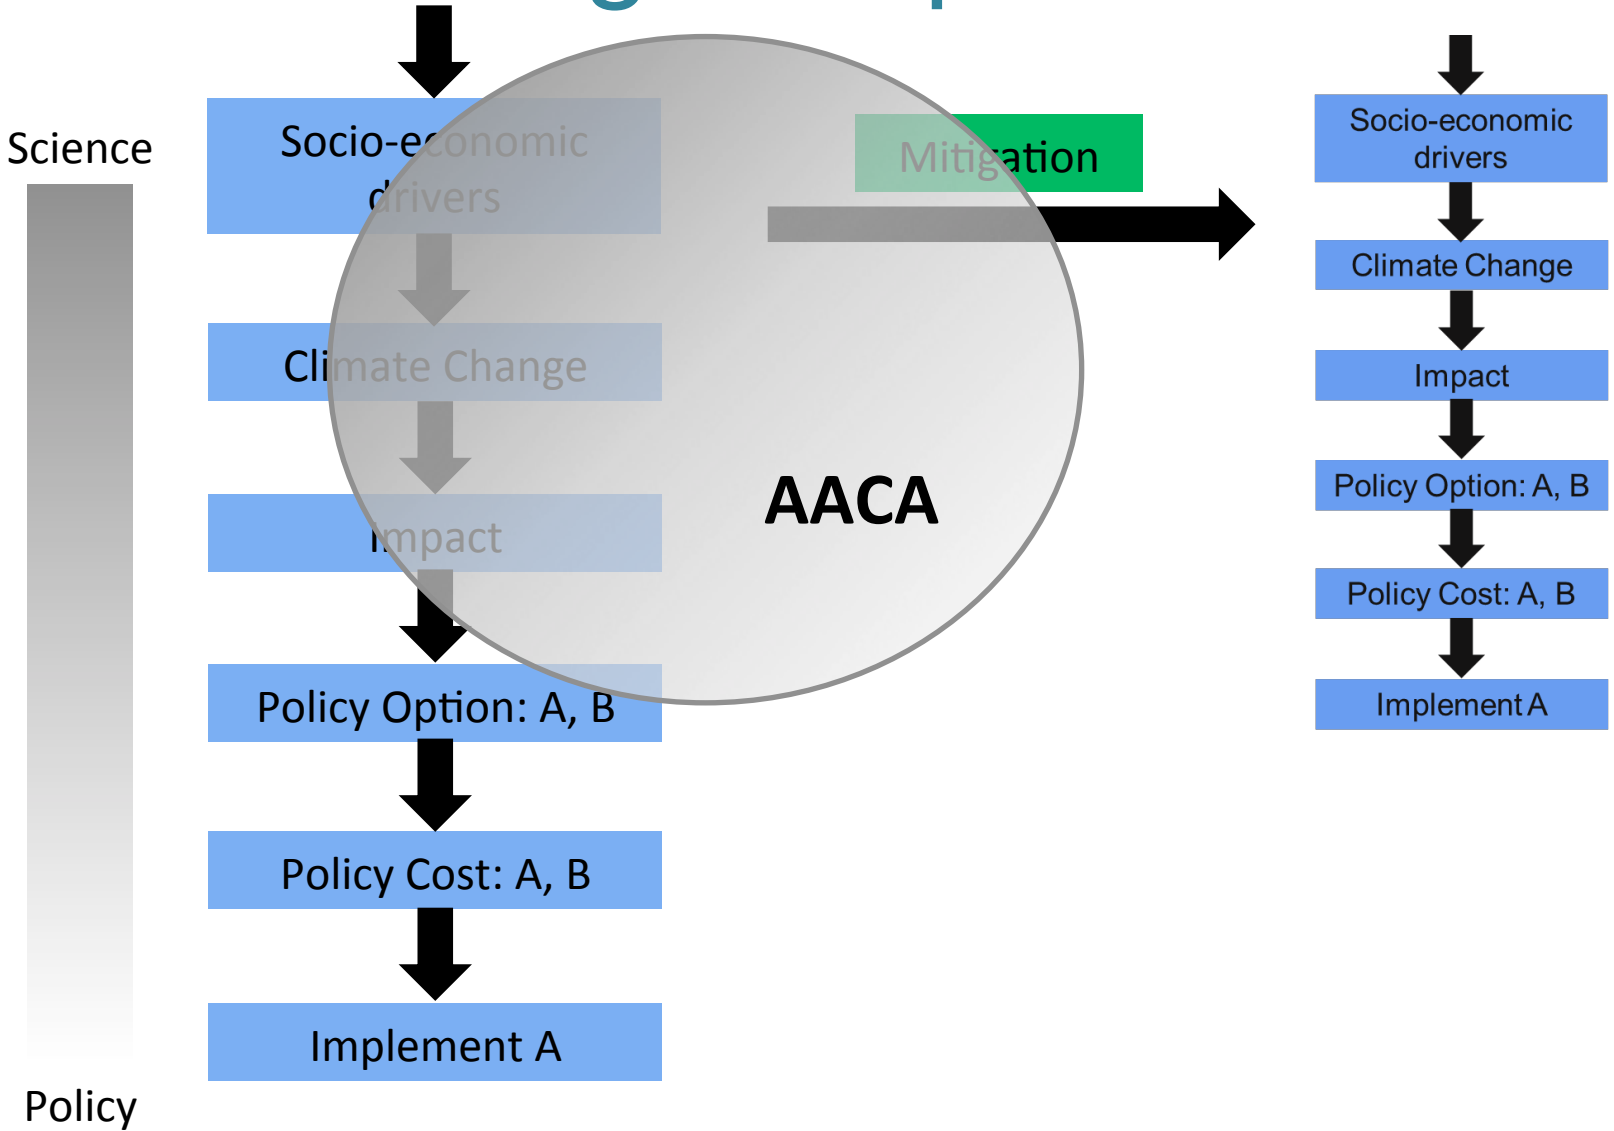 Science
Socio-economic
drivers
Climate Change
Impact
Policy Option: A, B
Policy Cost: A, B
Implement A
Policy
Mitigation
AACA
Socio-economic
drivers
Climate Change
Impact
Policy Option: A, B
Policy Cost: A, B
Implement A